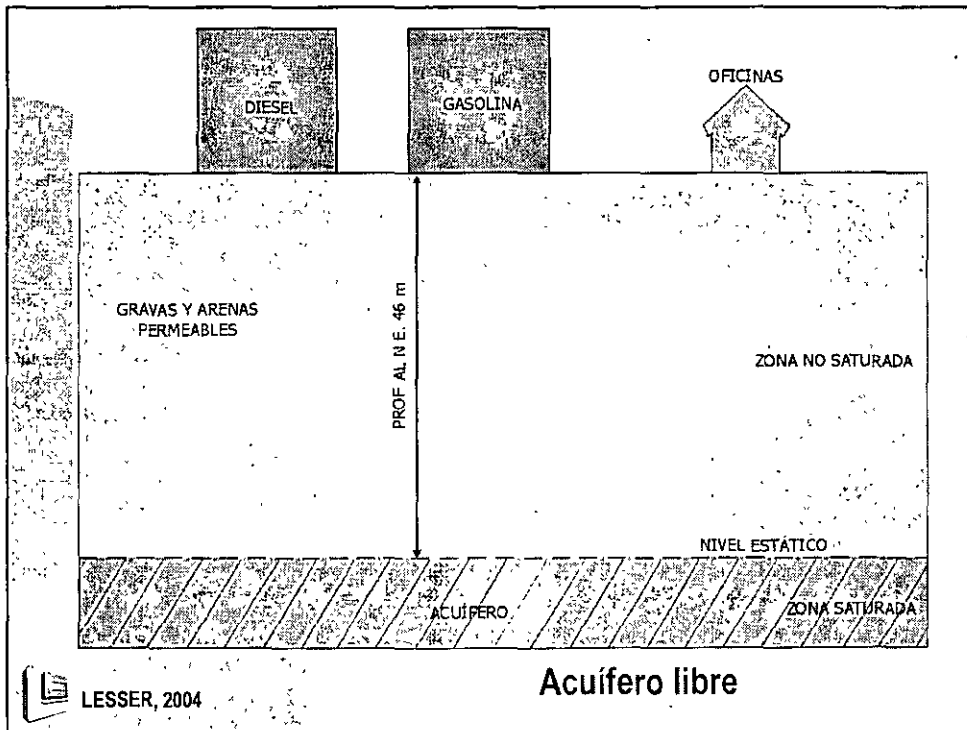 DIESEL
GASOLINA
OFICINAS
GRAVAS Y ARENAS
PERMEABLES
PROF AL N E. 46 m
ZONA NO SATURADA
NIVEL ESTÁTICO
ACUÍFERO
ZONA SATURADA
LESSER, 2004
Acuífero libre